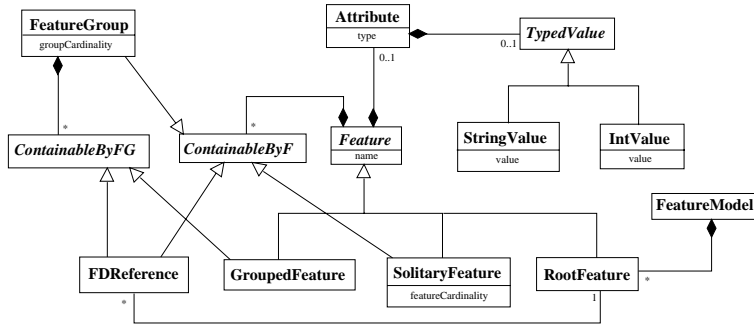 FeatureGroup
groupCardinality
Attribute
type
0..1
0..1
TypedValue
*
ContainableByFG
*
ContainableByF
Feature
name
StringValue
value
IntValue
value
FeatureModel
FDReference
GroupedFeature
SolitaryFeature
featureCardinality
RootFeature
*
*
1